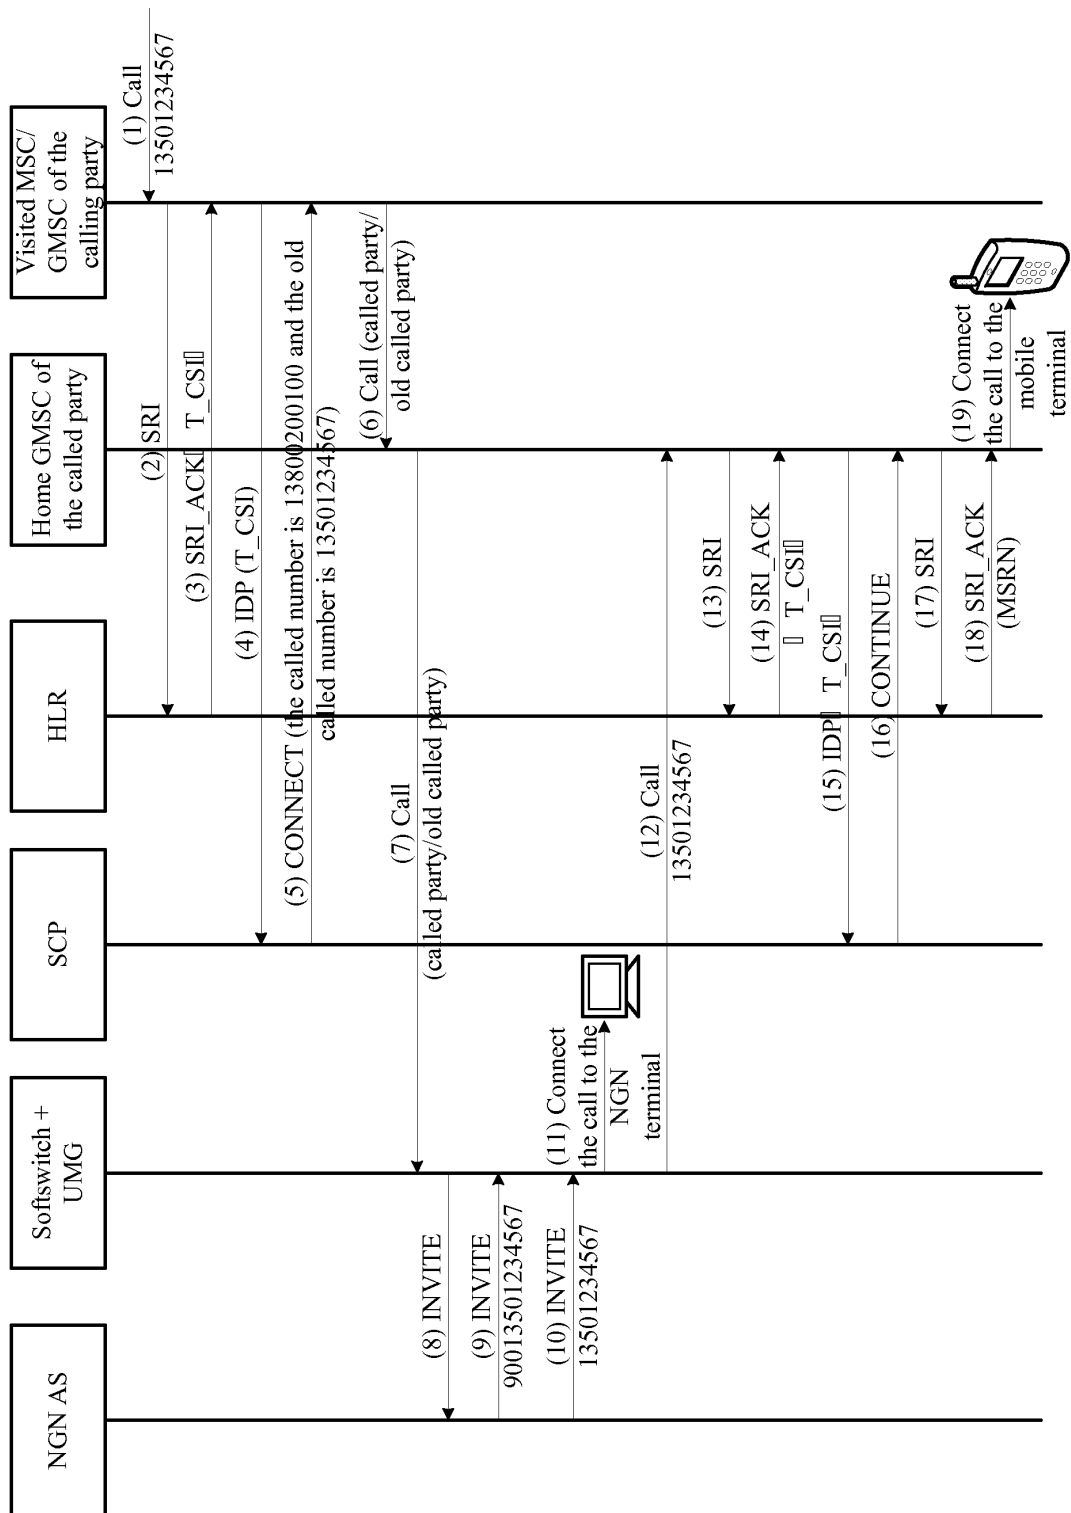 Visited MSC/
GMSC of the
calling party
Home GMSC of
the called party
HLR
SCP
Softswitch +
UMG
NGN AS
(1) Call
13501234567
(2) SRI
(3) SRI_ACK▯ T_CSI▯
(4) IDP (T_CSI)
(5) CONNECT (the called number is 13800200100 and the old
called number is 13501234567)
(6) Call (called party/
old called party)
(7) Call
(called party/old called party)
(8) INVITE
(9) INVITE
90013501234567
(10) INVITE
13501234567
(11) Connect
the call to the
NGN
terminal
(12) Call
13501234567
(13) SRI
(14) SRI_ACK
▯ T_CSI▯
(15) IDP▯ T_CSI▯
(16) CONTINUE
(17) SRI
(18) SRI_ACK
(MSRN)
(19) Connect
the call to the
mobile
terminal